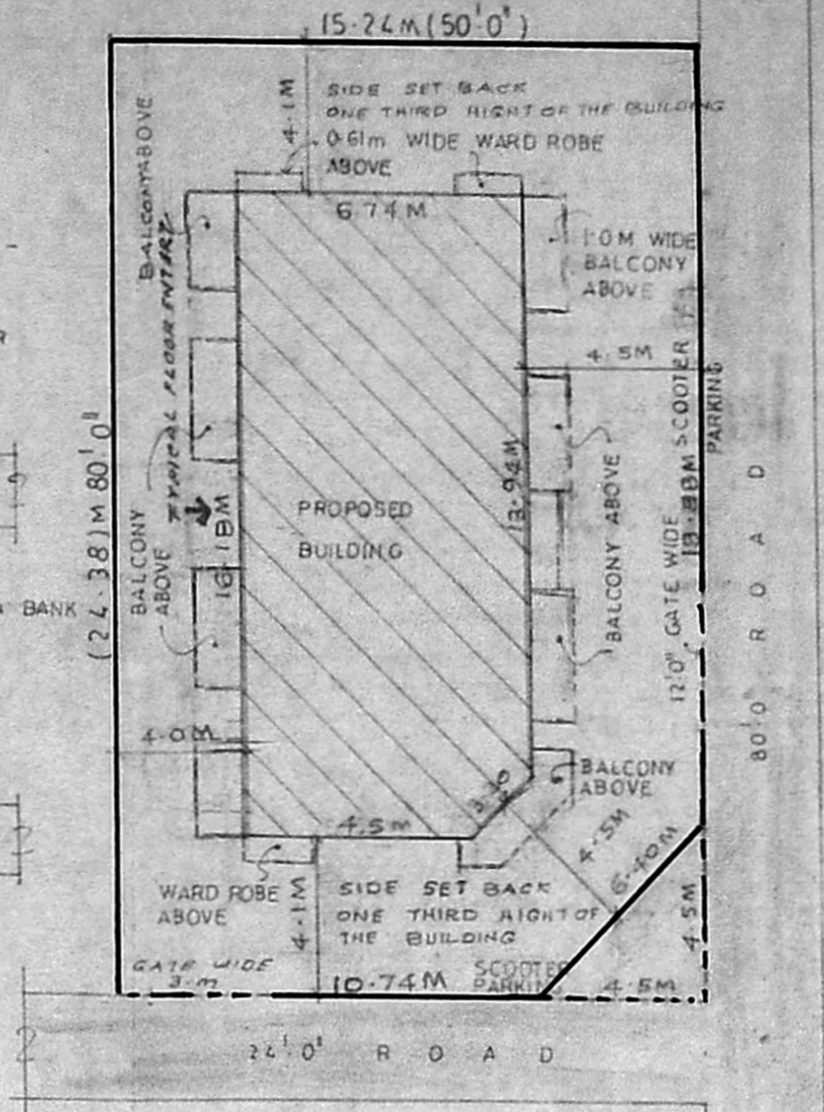 15·24M(50'0")
4·1M
SIDE SET BACK
ONE THIRD HIGHT OF THE BUILDING
0·61m WIDE WARD ROBE
ABOVE
BALCONYABOVE
6·74M
1·0M WIDE
BALCONY
ABOVE
TYPICAL FLOOR ENTERY
4·5M
SCOOTER
PARKING
(24·38)M 80'0"
13·94M
PROPOSED
BUILDING
16·18M
BALCONY
ABOVE
BALCONY ABOVE
12'0" GATE WIDE
BANK
80'0" ROAD
4·0M
BALCONY
ABOVE
3·30
4·5M
4·5M
6·40M
WARD ROBE
ABOVE
4·1M
SIDE SET BACK
ONE THIRD HIGHT OF
THE BUILDING
4·5M
GATE WIDE
3·m
10·74M
SCOOTER
PARKING
4·5M
24'0" ROAD